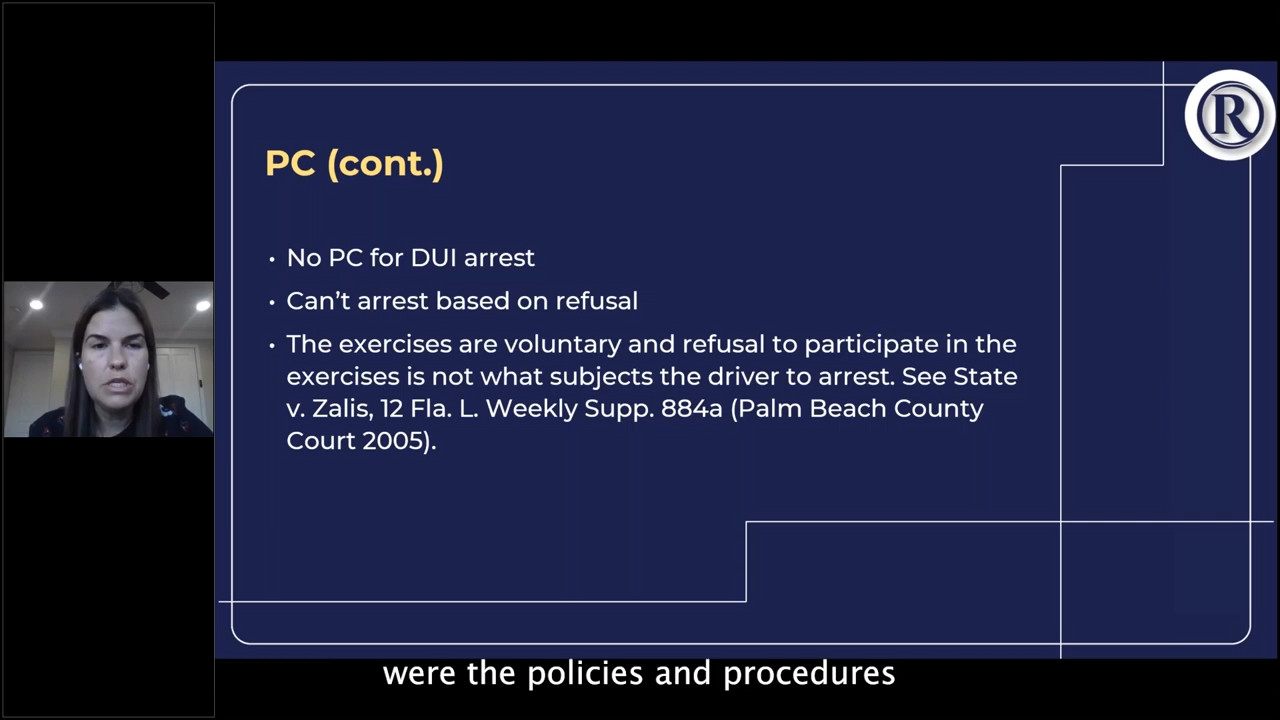 R
PC (cont.)
• No PC for DUI arrest
• Can’t arrest based on refusal
• The exercises are voluntary and refusal to participate in the
exercises is not what subjects the driver to arrest. See State
v. Zalis, 12 Fla. L. Weekly Supp. 884a (Palm Beach County
Court 2005).
were the policies and procedures